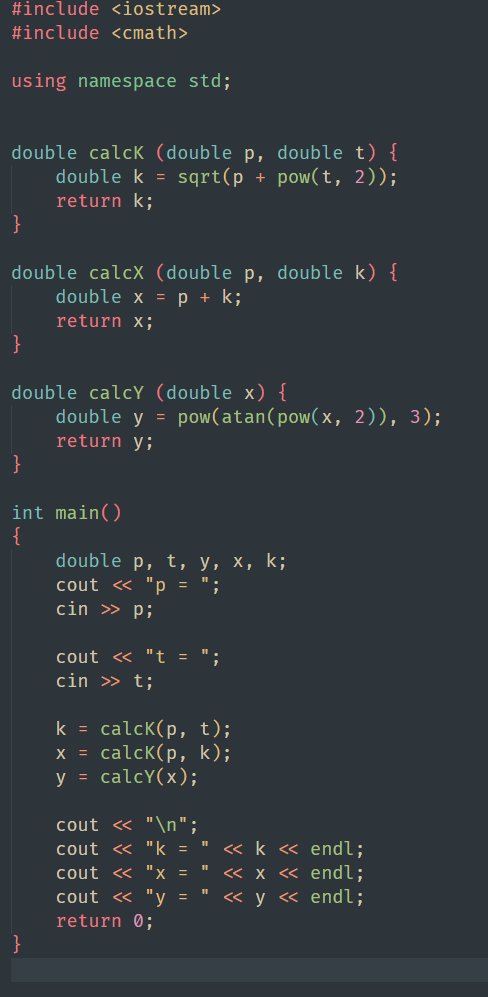 #include <iostream>
#include <cmath>
using namespace std;
double calcK (double p, double t) {
    double k = sqrt(p + pow(t, 2));
    return k;
}
double calcX (double p, double k) {
    double x = p + k;
    return x;
}
double calcY (double x) {
    double y = pow(atan(pow(x, 2)), 3);
    return y;
}
int main()
{
    double p, t, y, x, k;
    cout << "p = ";
    cin >> p;
    cout << "t = ";
    cin >> t;
    k = calcK(p, t);
    x = calcK(p, k);
    y = calcY(x);
    cout << "\n";
    cout << "k = " << k << endl;
    cout << "x = " << x << endl;
    cout << "y = " << y << endl;
    return 0;
}